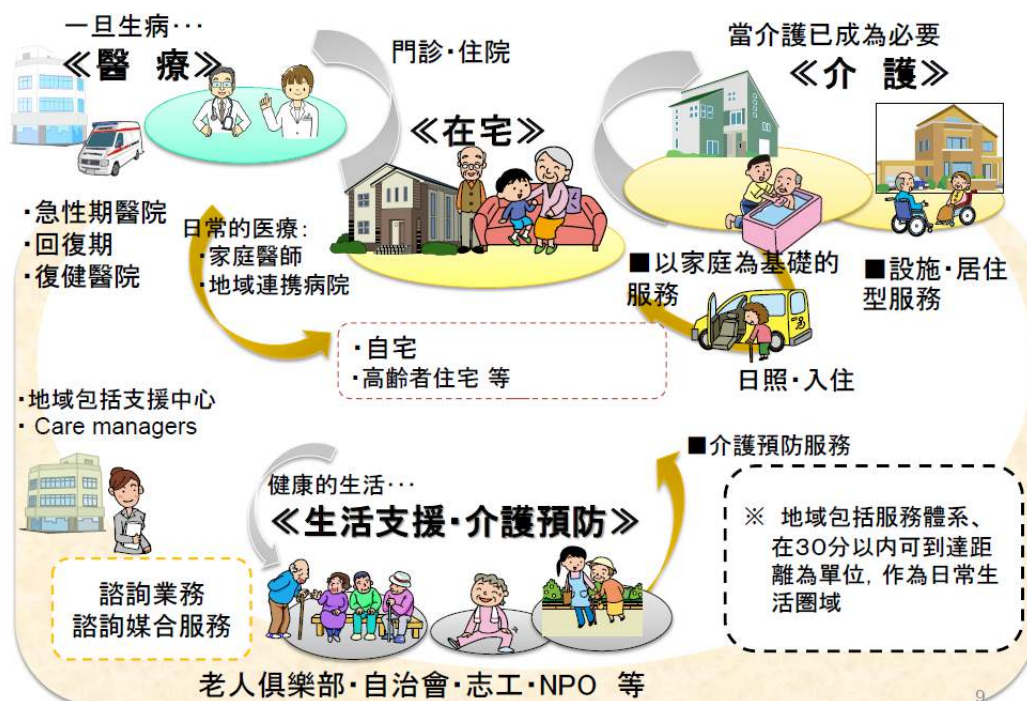 一旦生病…
≪醫 療≫
門診・住院
當介護已成為必要
≪介 護≫
≪在宅≫
・急性期醫院
・回復期
・復健醫院
日常的医療：
・家庭醫師
・地域連携病院
■以家庭為基礎的
服務
■設施・居住
型服務
・自宅
・高齢者住宅 等
日照・入住
・地域包括支援中心
・Care managers
■介護預防服務
健康的生活…
≪生活支援・介護預防≫
※ 地域包括服務體系、
在30分以内可到達距
離為單位, 作為日常生
活圏域
諮詢業務
諮詢媒合服務
老人俱樂部・自治會・志工・NPO 等
9